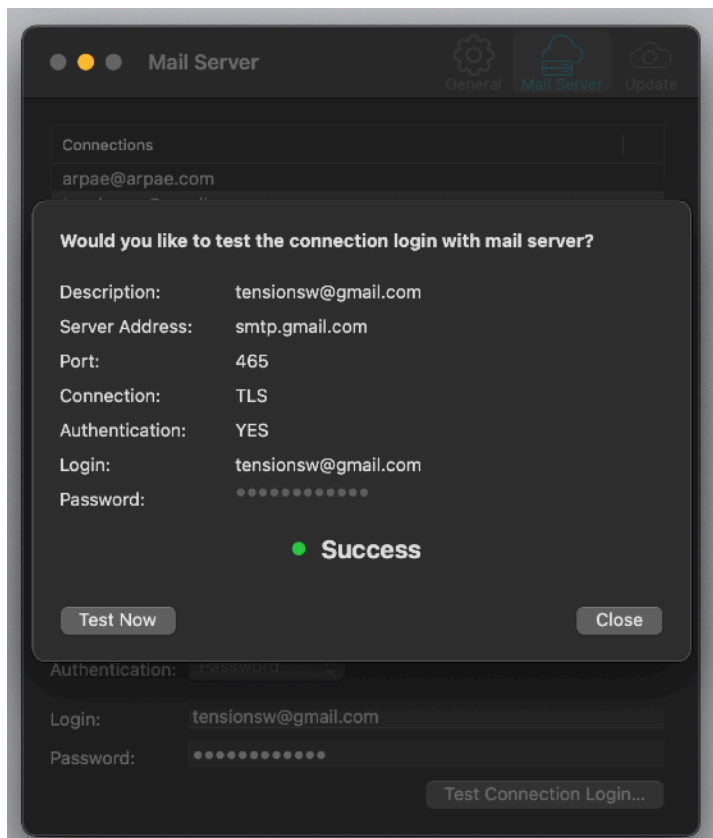 Mail Server
General
Mail Server
Update
Connections
arpae@arpae.com
Would you like to test the connection login with mail server?
Description: tensionsw@gmail.com
Server Address: smtp.gmail.com
Port: 465
Connection: TLS
Authentication: YES
Login: tensionsw@gmail.com
Password: ••••••••••••
Success
Test Now
Close
Authentication: Password
Login: tensionsw@gmail.com
Password: ••••••••••••
Test Connection Login...